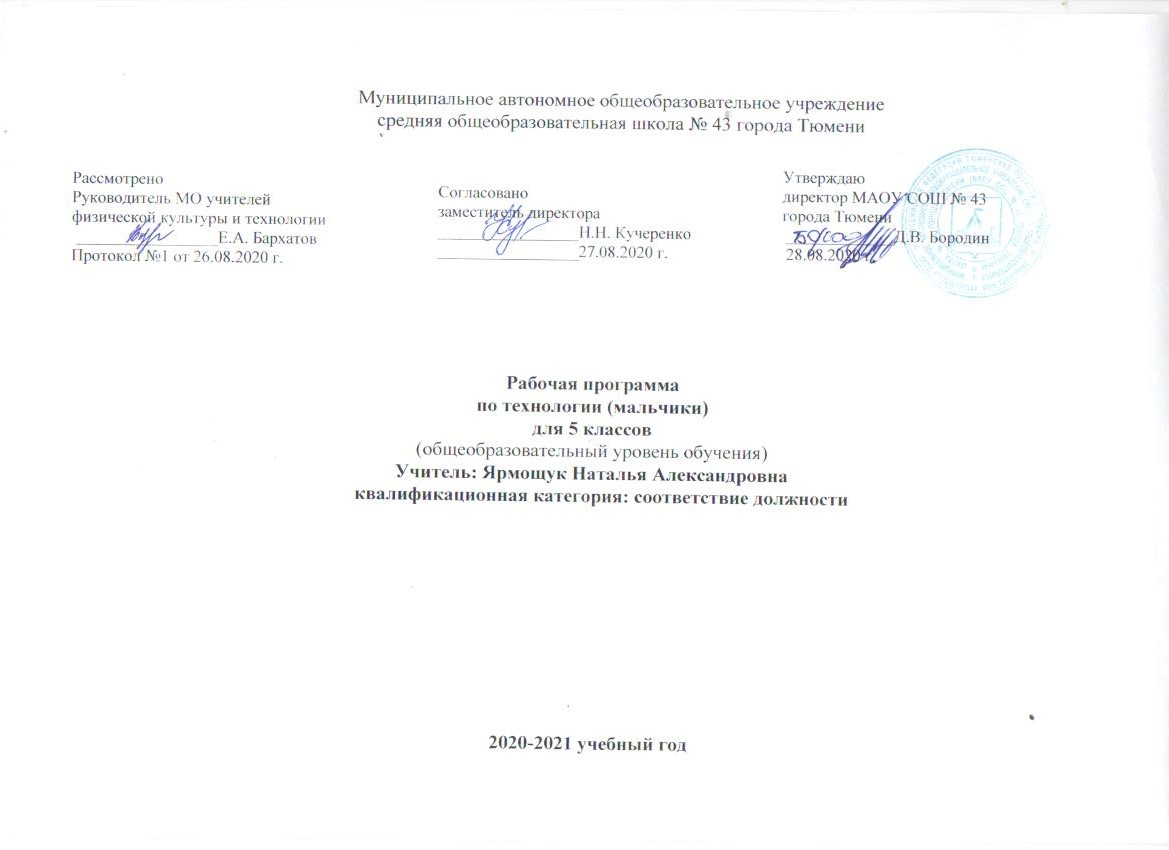 Муниципальное автономное общеобразовательное учреждение
средняя общеобразовательная школа № 43 города Тюмени
Рассмотрено
Руководитель МО учителей
физической культуры и технологии
________________Е.А. Бархатов
Протокол №1 от 26.08.2020 г.
Согласовано
заместитель директора
________________Н.Н. Кучеренко
________________27.08.2020 г.
Утверждаю
директор МАОУ СОШ № 43
города Тюмени
Д.В. Бородин
28.08.2020 г.
Рабочая программа
по технологии (мальчики)
для 5 классов
(общеобразовательный уровень обучения)
Учитель: Ярмощук Наталья Александровна
квалификационная категория: соответствие должности
2020-2021 учебный год